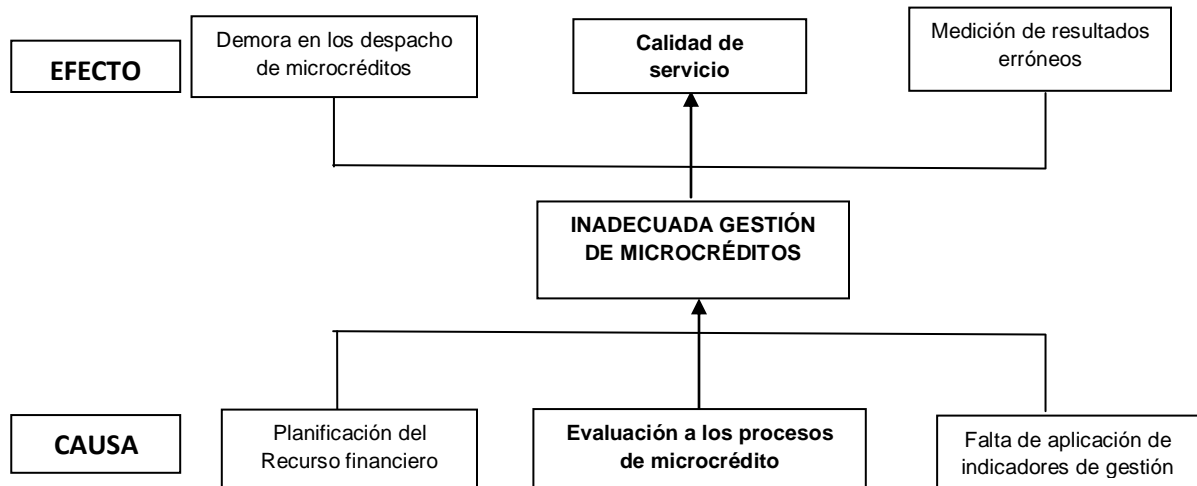 EFECTO
Demora en los despacho
de microcréditos
Calidad de
servicio
Medición de resultados
erróneos
INADECUADA GESTIÓN
DE MICROCRÉDITOS
CAUSA
Planificación del
Recurso financiero
Evaluación a los procesos
de microcrédito
Falta de aplicación de
indicadores de gestión